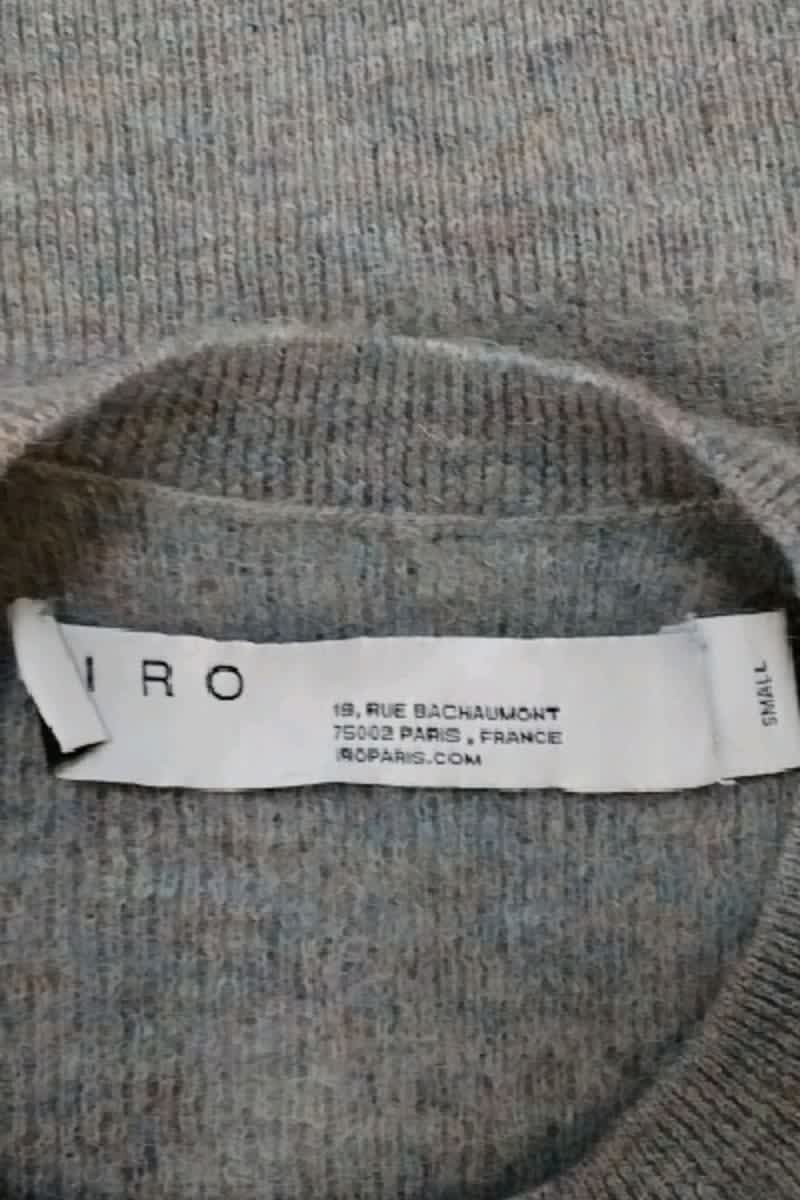 IRO
19, RUE BACHAUMONT
75002 PARIS, FRANCE
IROPARIS.COM
SMALL